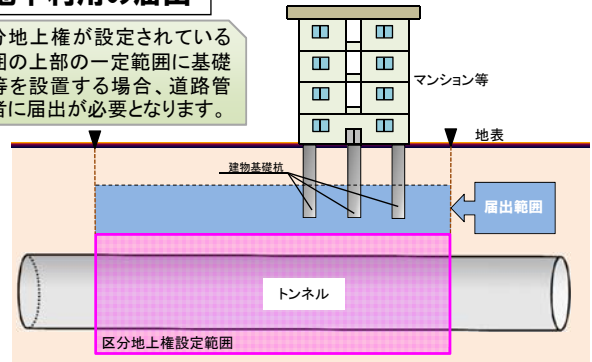 地下利用の届出
分地上権が設定されている
囲の上部の一定範囲に基礎
等を設置する場合、道路管
者に届出が必要となります。
マンション等
地表
建物基礎杭
届出範囲
トンネル
区分地上権設定範囲